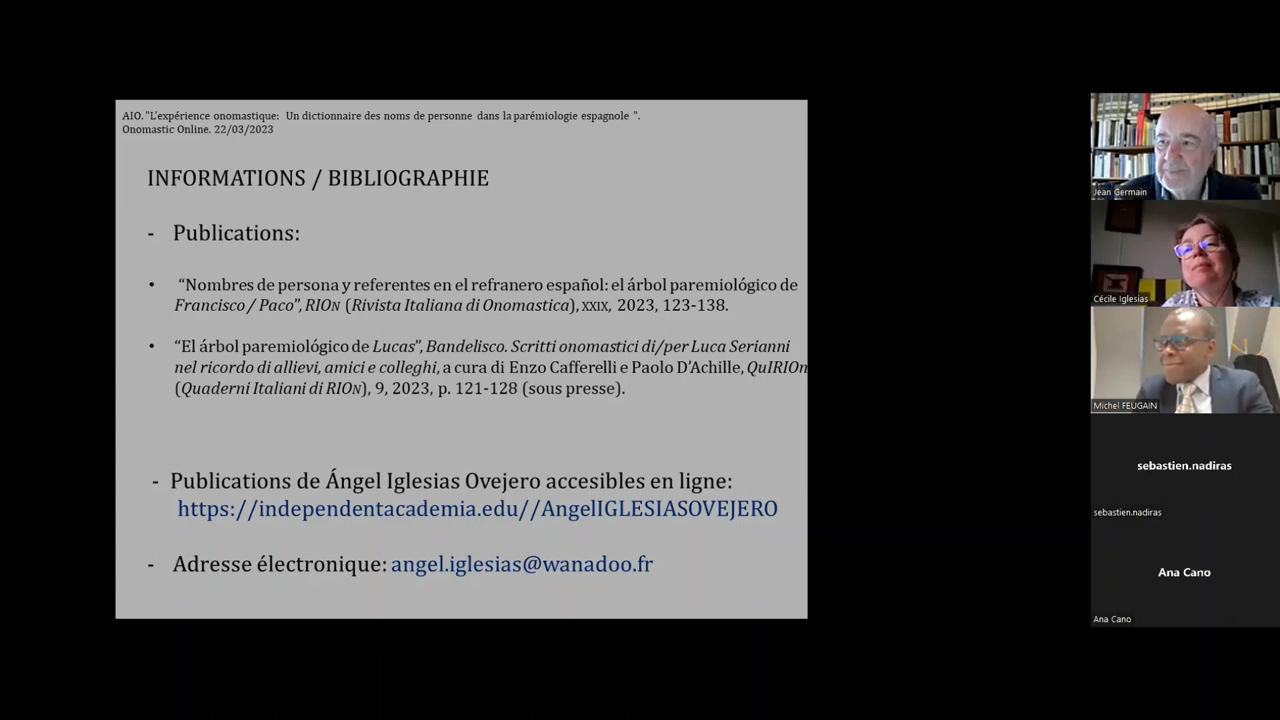 AIO. "L'expérience onomastique: Un dictionnaire des noms de personne dans la parémiologie espagnole ".
Onomastic Online. 22/03/2023
INFORMATIONS / BIBLIOGRAPHIE
- Publications:
• “Nombres de persona y referentes en el refranero español: el árbol paremiológico de
Francisco / Paco”, RION (Rivista Italiana di Onomastica), XXIX, 2023, 123-138.
• “El árbol paremiológico de Lucas”, Bandelisco. Scritti onomastici di/per Luca Serianni
nel ricordo di allievi, amici e colleghi, a cura di Enzo Cafferelli e Paolo D’Achille, QuIRIOn
(Quaderni Italiani di RION), 9, 2023, p. 121-128 (sous presse).
- Publications de Ángel Iglesias Ovejero accesibles en ligne:
https://independentacademia.edu//AngelIGLESIASOVEJERO
- Adresse électronique: angel.iglesias@wanadoo.fr
Jean Germain
Cécile Iglesias
Michel FEUGAIN
sebastien.nadiras
sebastien.nadiras
Ana Cano
Ana Cano